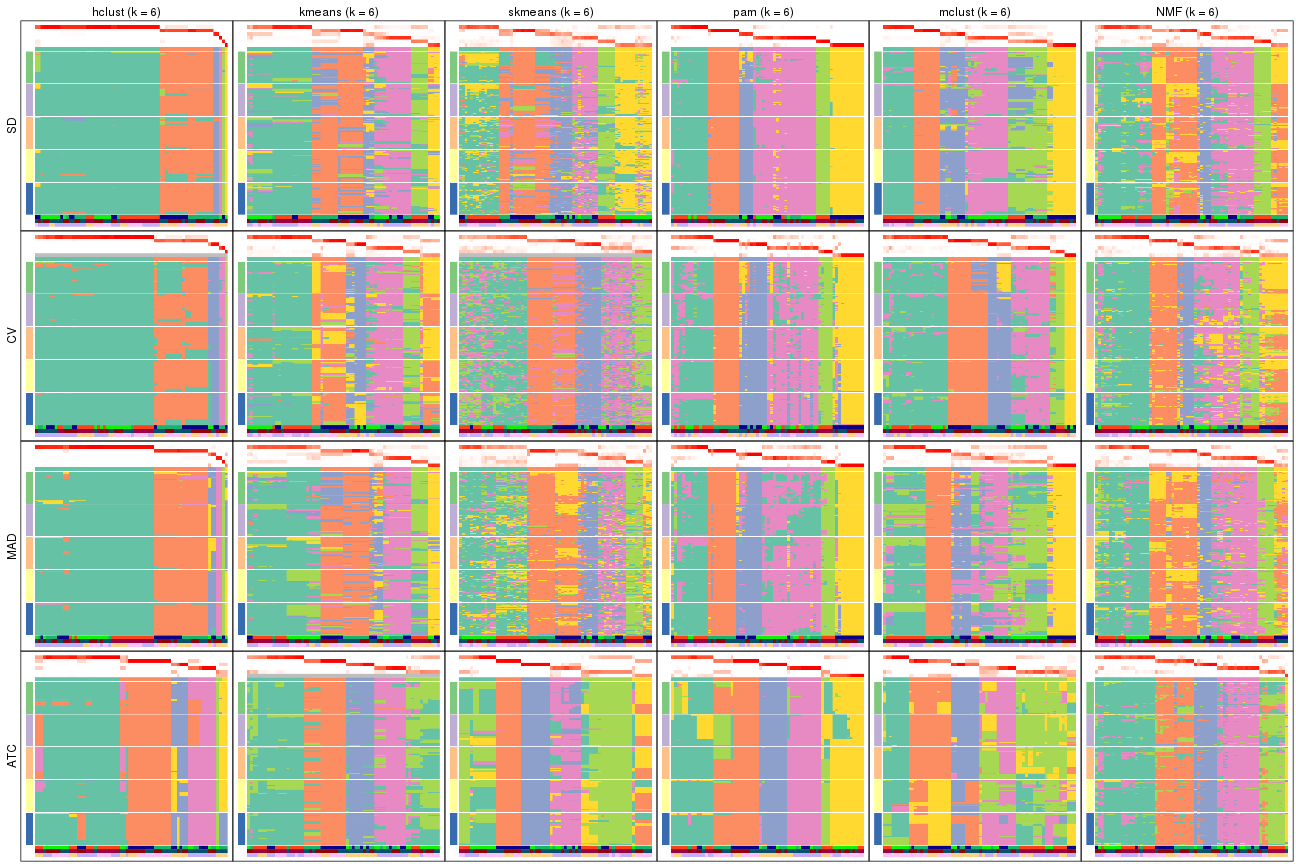 hclust (k = 6) kmeans (k = 6) skmeans (k = 6) pam (k = 6) mclust (k = 6) NMF (k = 6)
SD
CV
MAD
ATC